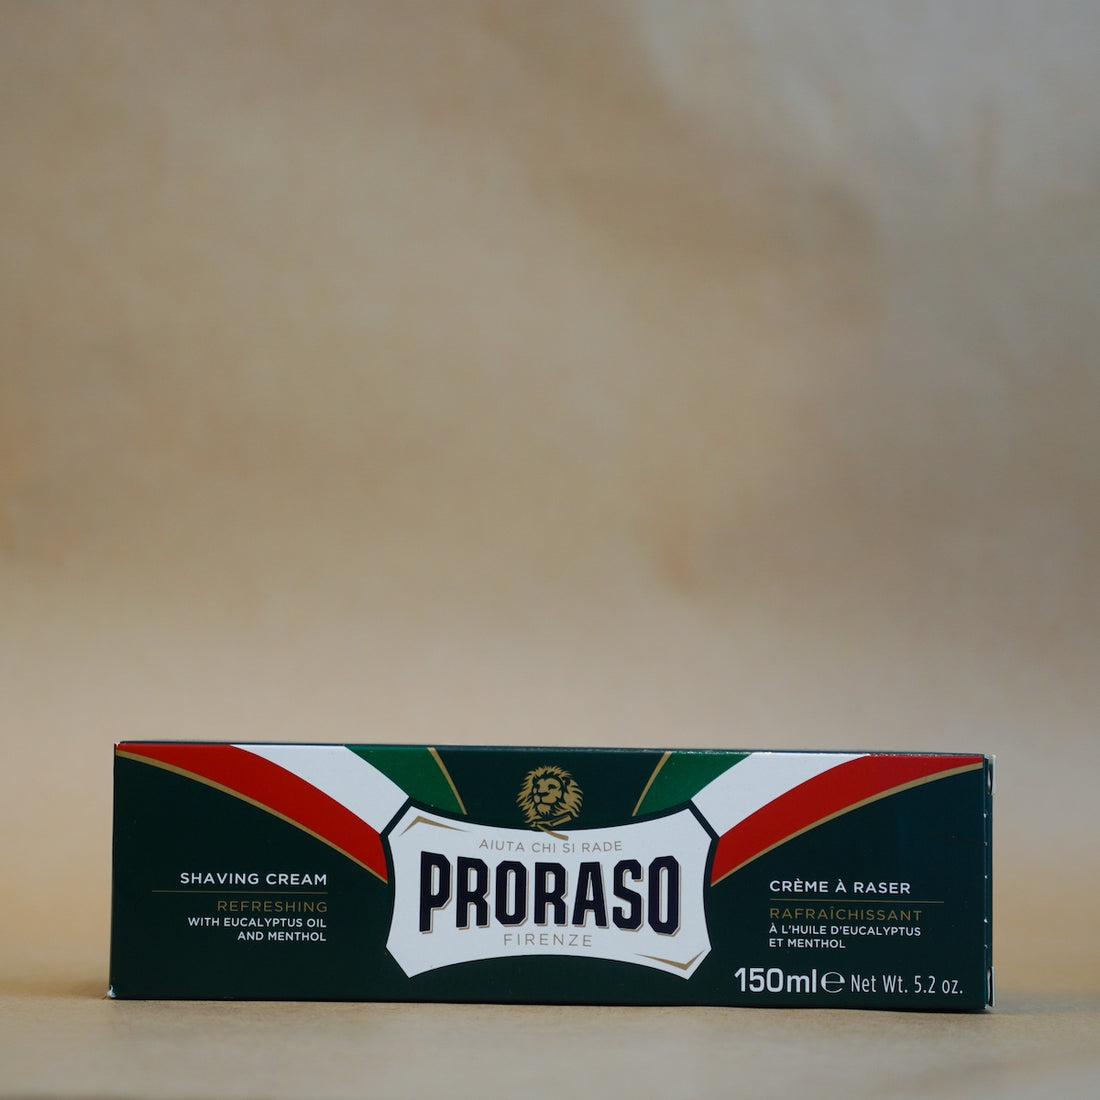 SHAVING CREAM
REFRESHING
WITH EUCALYPTUS OIL
AND MENTHOL
AIUTA CHI SI RADE
PRORASO
FIRENZE
CRÈME À RASER
RAFRAÎCHISSANT
À L'HUILE D'EUCALYPTUS
ET MENTHOL
150ml℮ Net Wt. 5.2 oz.